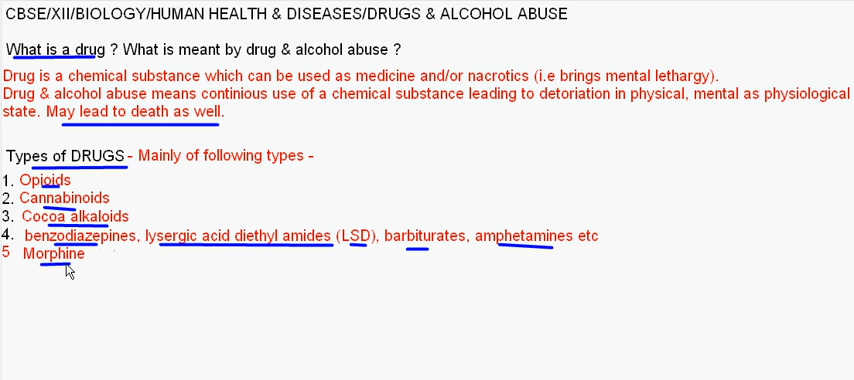 CBSE/XII/BIOLOGY/HUMAN HEALTH & DISEASES/DRUGS & ALCOHOL ABUSE
What is a drug ? What is meant by drug & alcohol abuse ?
Drug is a chemical substance which can be used as medicine and/or nacrotics (i.e brings mental lethargy).
Drug & alcohol abuse means continious use of a chemical substance leading to detoriation in physical, mental as physiological
state. May lead to death as well.
Types of DRUGS - Mainly of following types -
1. Opioids
2. Cannabinoids
3. Cocoa alkaloids
4. benzodiazepines, lysergic acid diethyl amides (LSD), barbiturates, amphetamines etc
5 Morphine